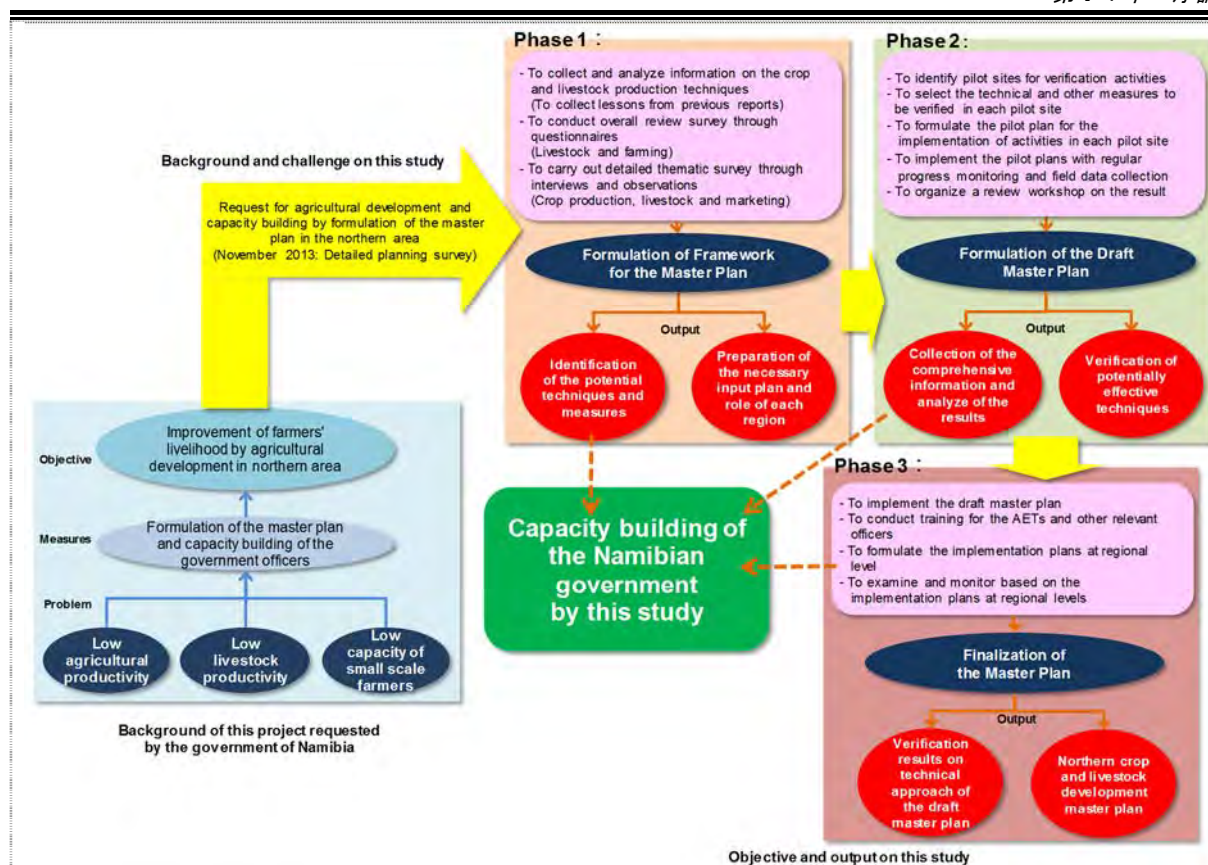 Phase 1 :
- To collect and analyze information on the crop
and livestock production techniques
(To collect lessons from previous reports)
- To conduct overall review survey through
questionnaires
(Livestock and farming)
- To carry out detailed thematic survey through
interviews and observations
(Crop production, livestock and marketing)
Formulation of Framework
for the Master Plan
Output
Identification
of the potential
techniques and
measures
Preparation of
the necessary
input plan and
role of each
region
Phase 2:
- To identify pilot sites for verification activities
- To select the technical and other measures to
be verified in each pilot site
- To formulate the pilot plan for the
implementation of activities in each pilot site
- To implement the pilot plans with regular
progress monitoring and field data collection
- To organize a review workshop on the result
Formulation of the Draft
Master Plan
Output
Collection of the
comprehensive
information and
analyze of the
results
Verification of
potentially
effective
techniques
Background and challenge on this study
Request for agricultural development and
capacity building by formulation of the master
plan in the northern area
(November 2013: Detailed planning survey)
Objective
Improvement of farmers'
livelihood by agricultural
development in northern area
Measures
Formulation of the master plan
and capacity building of the
government officers
Problem
Low
agricultural
productivity
Low
livestock
productivity
Low
capacity of
small scale
farmers
Background of this project requested
by the government of Namibia
Capacity building of
the Namibian
government
by this study
Phase 3 :
- To implement the draft master plan
- To conduct training for the AETs and other relevant
officers
- To formulate the implementation plans at regional
level
- To examine and monitor based on the
implementation plans at regional levels
Finalization of
the Master Plan
Output
Verification
results on
technical
approach of
the draft
master plan
Northern crop
and livestock
development
master plan
Objective and output on this study